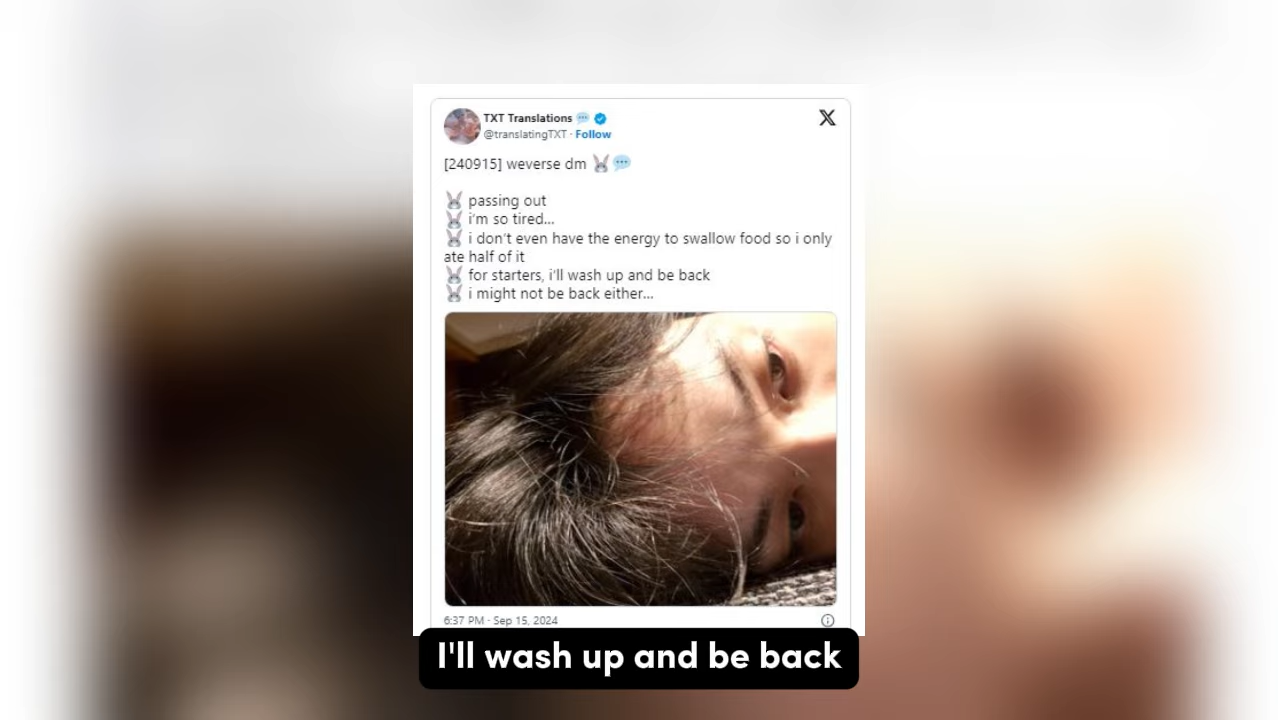 TXT Translations 💬
@translatingTXT · Follow
[240915] weverse dm 🐰💬
🐰 passing out
🐰 i'm so tired...
🐰 i don't even have the energy to swallow food so i only
ate half of it
🐰 for starters, i'll wash up and be back
🐰 i might not be back either...
6:37 PM · Sep 15, 2024
I'll wash up and be back